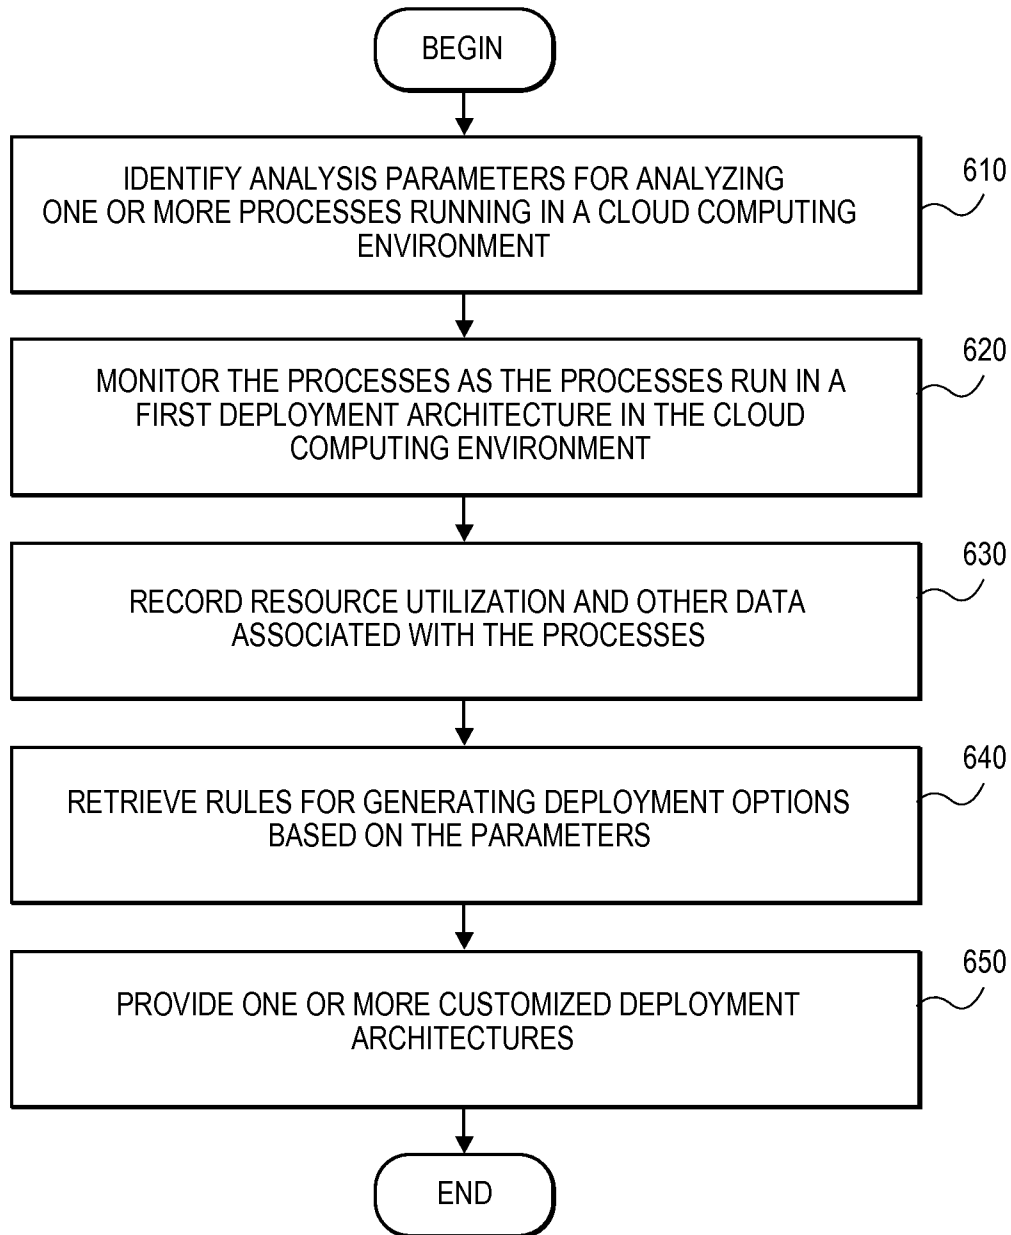 BEGIN
IDENTIFY ANALYSIS PARAMETERS FOR ANALYZING
ONE OR MORE PROCESSES RUNNING IN A CLOUD COMPUTING
ENVIRONMENT
610
MONITOR THE PROCESSES AS THE PROCESSES RUN IN A
FIRST DEPLOYMENT ARCHITECTURE IN THE CLOUD
COMPUTING ENVIRONMENT
620
RECORD RESOURCE UTILIZATION AND OTHER DATA
ASSOCIATED WITH THE PROCESSES
630
RETRIEVE RULES FOR GENERATING DEPLOYMENT OPTIONS
BASED ON THE PARAMETERS
640
PROVIDE ONE OR MORE CUSTOMIZED DEPLOYMENT
ARCHITECTURES
650
END